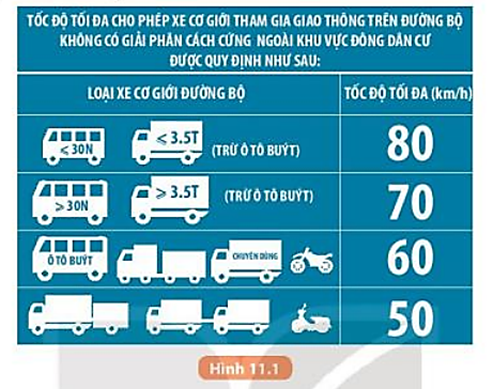 TỐC ĐỘ TỐI ĐA CHO PHÉP XE CƠ GIỚI THAM GIA GIAO THÔNG TRÊN ĐƯỜNG BỘ
KHÔNG CÓ GIẢI PHÂN CÁCH CỨNG NGOÀI KHU VỰC ĐÔNG DÂN CƯ
ĐƯỢC QUY ĐỊNH NHƯ SAU:
LOẠI XE CƠ GIỚI ĐƯỜNG BỘ TỐC ĐỘ TỐI ĐA (km/h)
≤ 30N ≤ 3.5T (TRỪ Ô TÔ BUÝT) 80
≥ 30N ≥ 3.5T (TRỪ Ô TÔ BUÝT) 70
Ô TÔ BUÝT CHUYÊN DÙNG 60
50
Hình 11.1